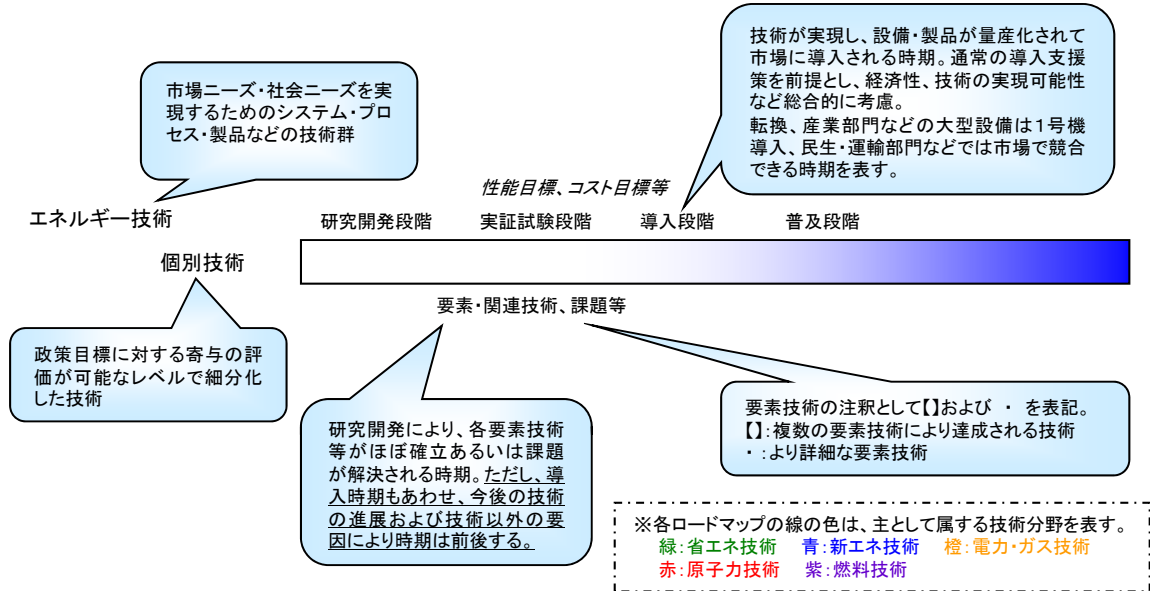 技術が実現し、設備・製品が量産化されて
市場に導入される時期。通常の導入支援
策を前提とし、経済性、技術の実現可能性
など総合的に考慮。
転換、産業部門などの大型設備は1号機
導入、民生・運輸部門などでは市場で競合
できる時期を表す。
市場ニーズ・社会ニーズを実
現するためのシステム・プロ
セス・製品などの技術群
性能目標、コスト目標等
エネルギー技術
研究開発段階 実証試験段階 導入段階 普及段階
個別技術
要素・関連技術、課題等
政策目標に対する寄与の評
価が可能なレベルで細分化
した技術
研究開発により、各要素技術
等がほぼ確立あるいは課題
が解決される時期。ただし、導
入時期もあわせ、今後の技術
の進展および技術以外の要
因により時期は前後する。
要素技術の注釈として【】および ・ を表記。
【】:複数の要素技術により達成される技術
・:より詳細な要素技術
※各ロードマップの線の色は、主として属する技術分野を表す。
緑:省エネ技術 青:新エネ技術 橙:電力・ガス技術
赤:原子力技術 紫:燃料技術